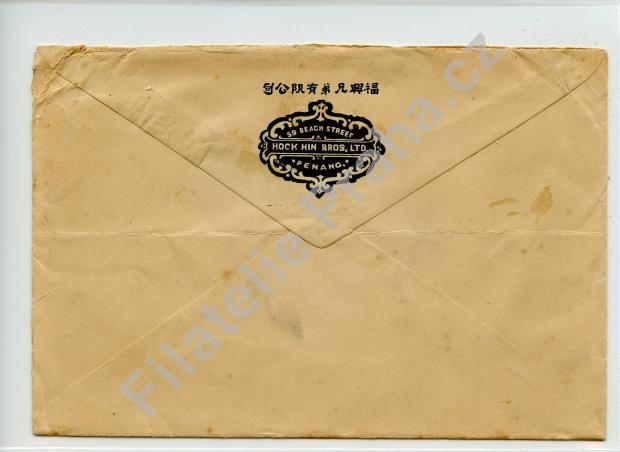 福興兄弟有限公司
59 BEACH STREET
HOCK HIN BROS, LTD.
PENANG.
Filatelie Praha.cz